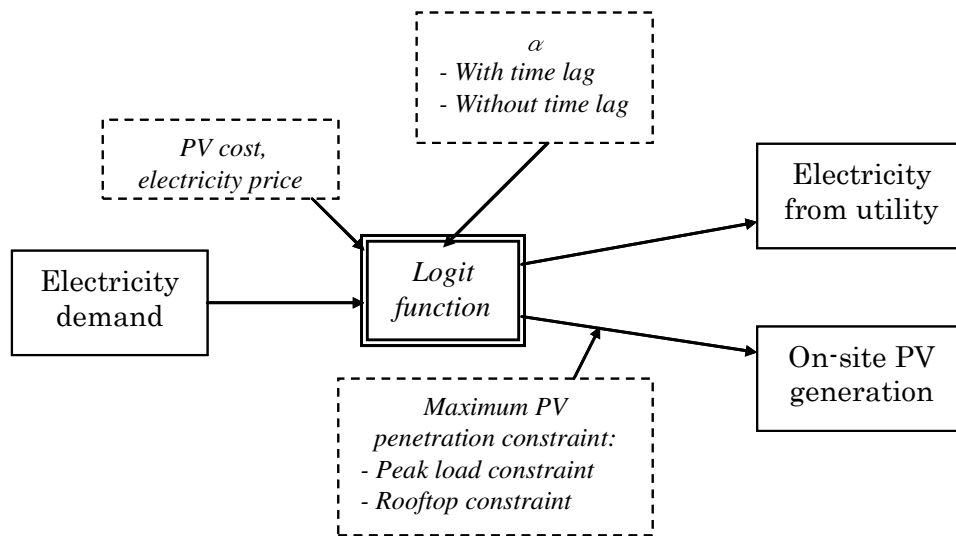 α
- With time lag
- Without time lag
PV cost,
electricity price
Electricity
from utility
Electricity
demand
Logit
function
On-site PV
generation
Maximum PV
penetration constraint:
- Peak load constraint
- Rooftop constraint